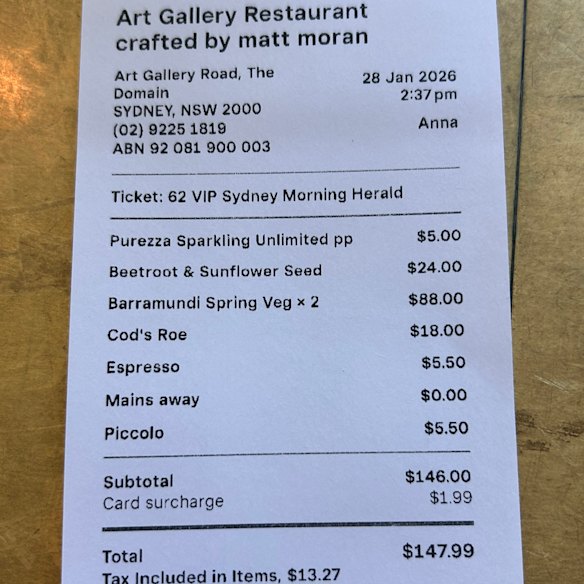 Art Gallery Restaurant
crafted by matt moran
Art Gallery Road, The
Domain
SYDNEY, NSW 2000
(02) 9225 1819
ABN 92 081 900 003
28 Jan 2026
2:37 pm
Anna
Ticket: 62 VIP Sydney Morning Herald
Purezza Sparkling Unlimited pp $5.00
Beetroot & Sunflower Seed $24.00
Barramundi Spring Veg × 2 $88.00
Cod's Roe $18.00
Espresso $5.50
Mains away $0.00
Piccolo $5.50
Subtotal $146.00
Card surcharge $1.99
Total $147.99
Tax Included in Items, $13.27